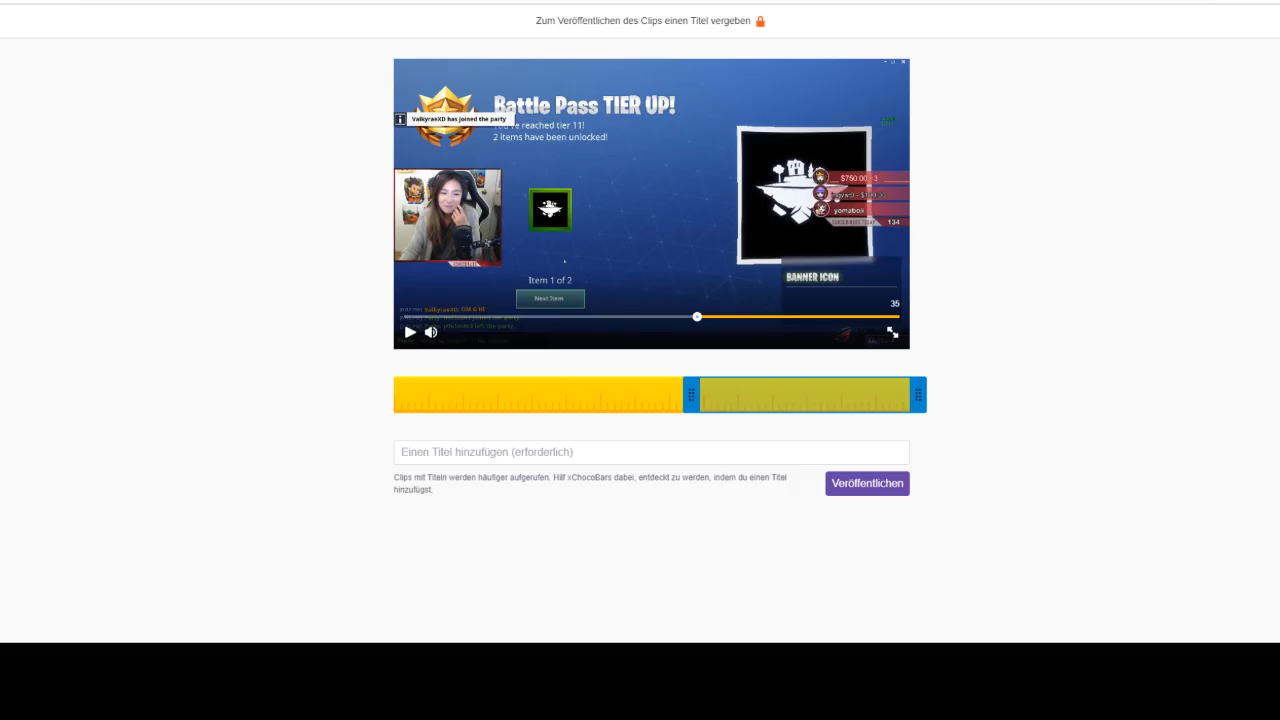 Zum Veröffentlichen des Clips einen Titel vergeben
Battle Pass TIER UP!
ValkyraeXD has joined the party
You've reached tier 11!
2 items have been unlocked!
$750.00
yomaboii
134
Item 1 of 2
BANNER ICON
Next Item
35
ValkyraeXD: OMG HI
Einen Titel hinzufügen (erforderlich)
Clips mit Titeln werden häufiger aufgerufen. Hilf xChocoBars dabei, entdeckt zu werden, indem du einen Titel
hinzufügst.
Veröffentlichen